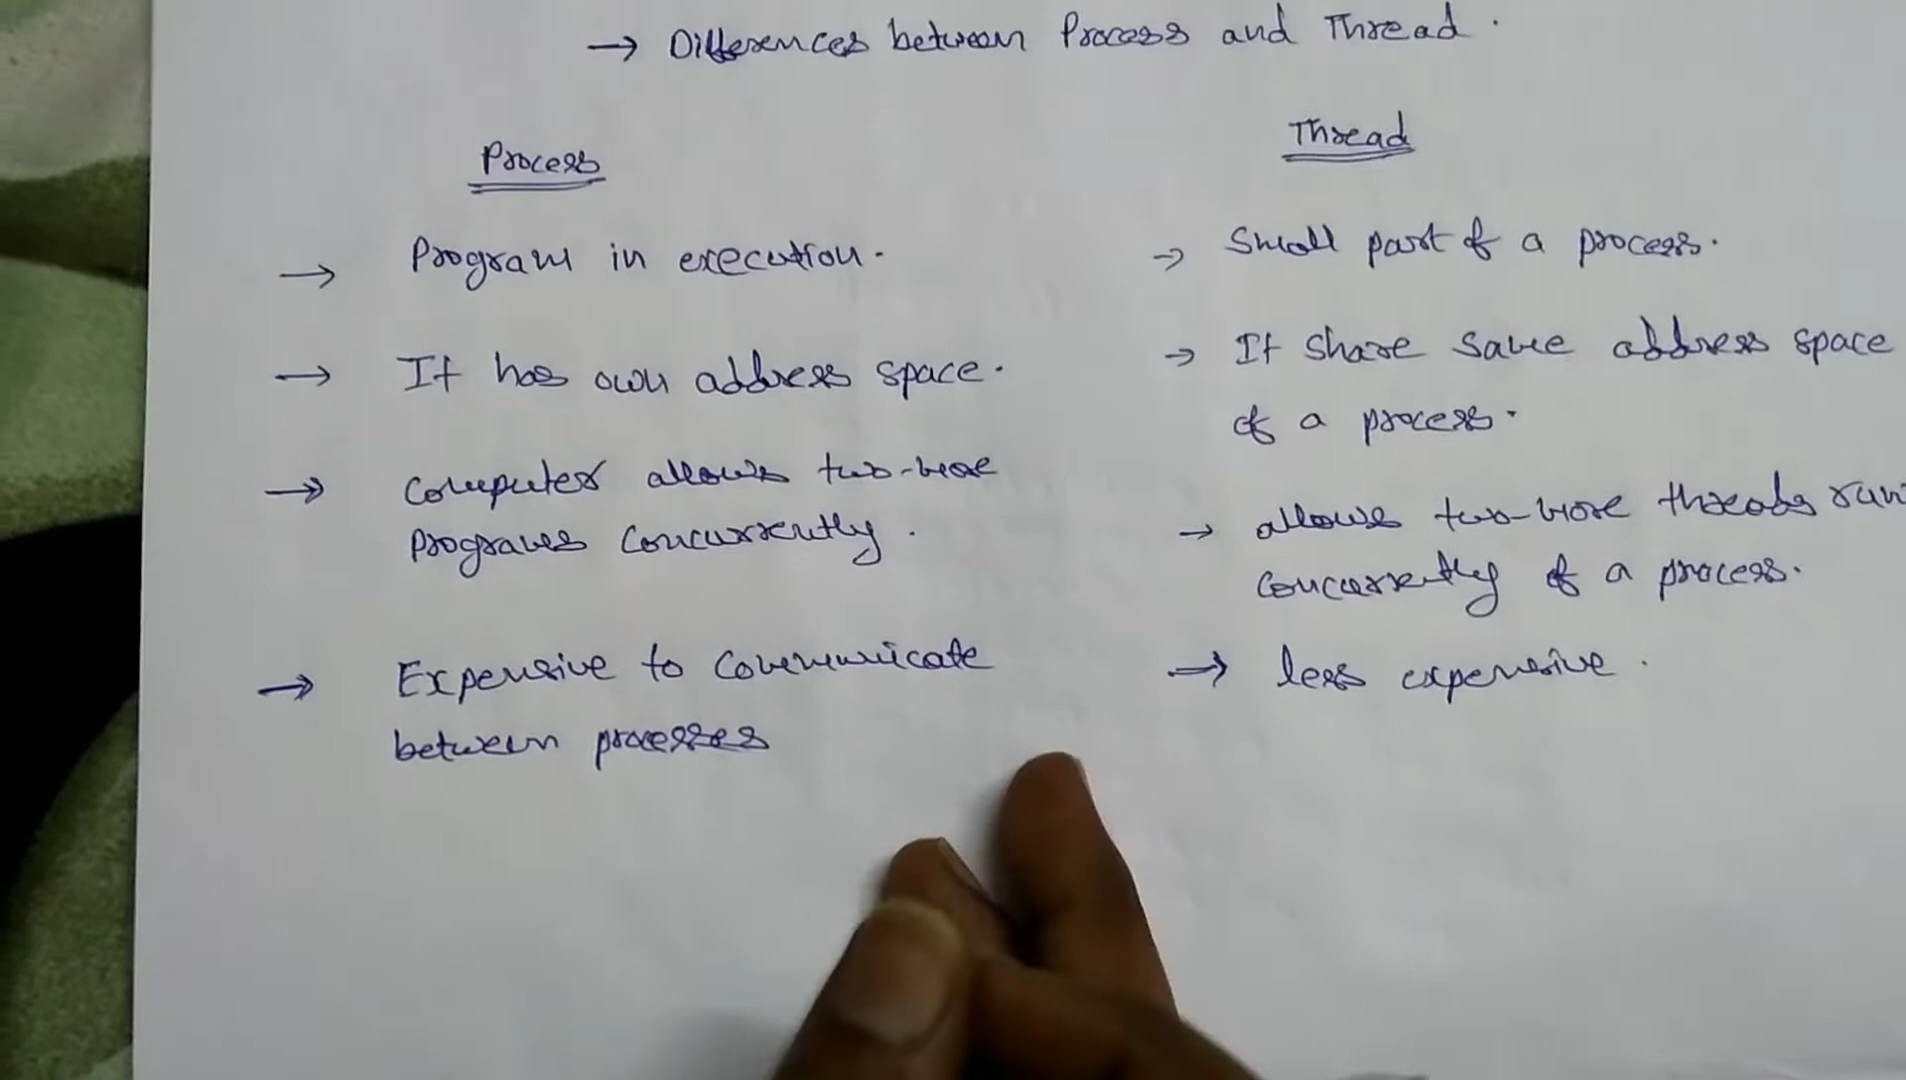 → Differences between Process and Thread.
Process
→ Program in execution.
→ It has own address space.
→ Computer allows two-more
programs concurrently.
→ Expensive to communicate
between processes
Thread
→ Small part of a process.
→ It share same address space
of a process.
→ allows two-more threads run
concurrently of a process.
→ less expensive.